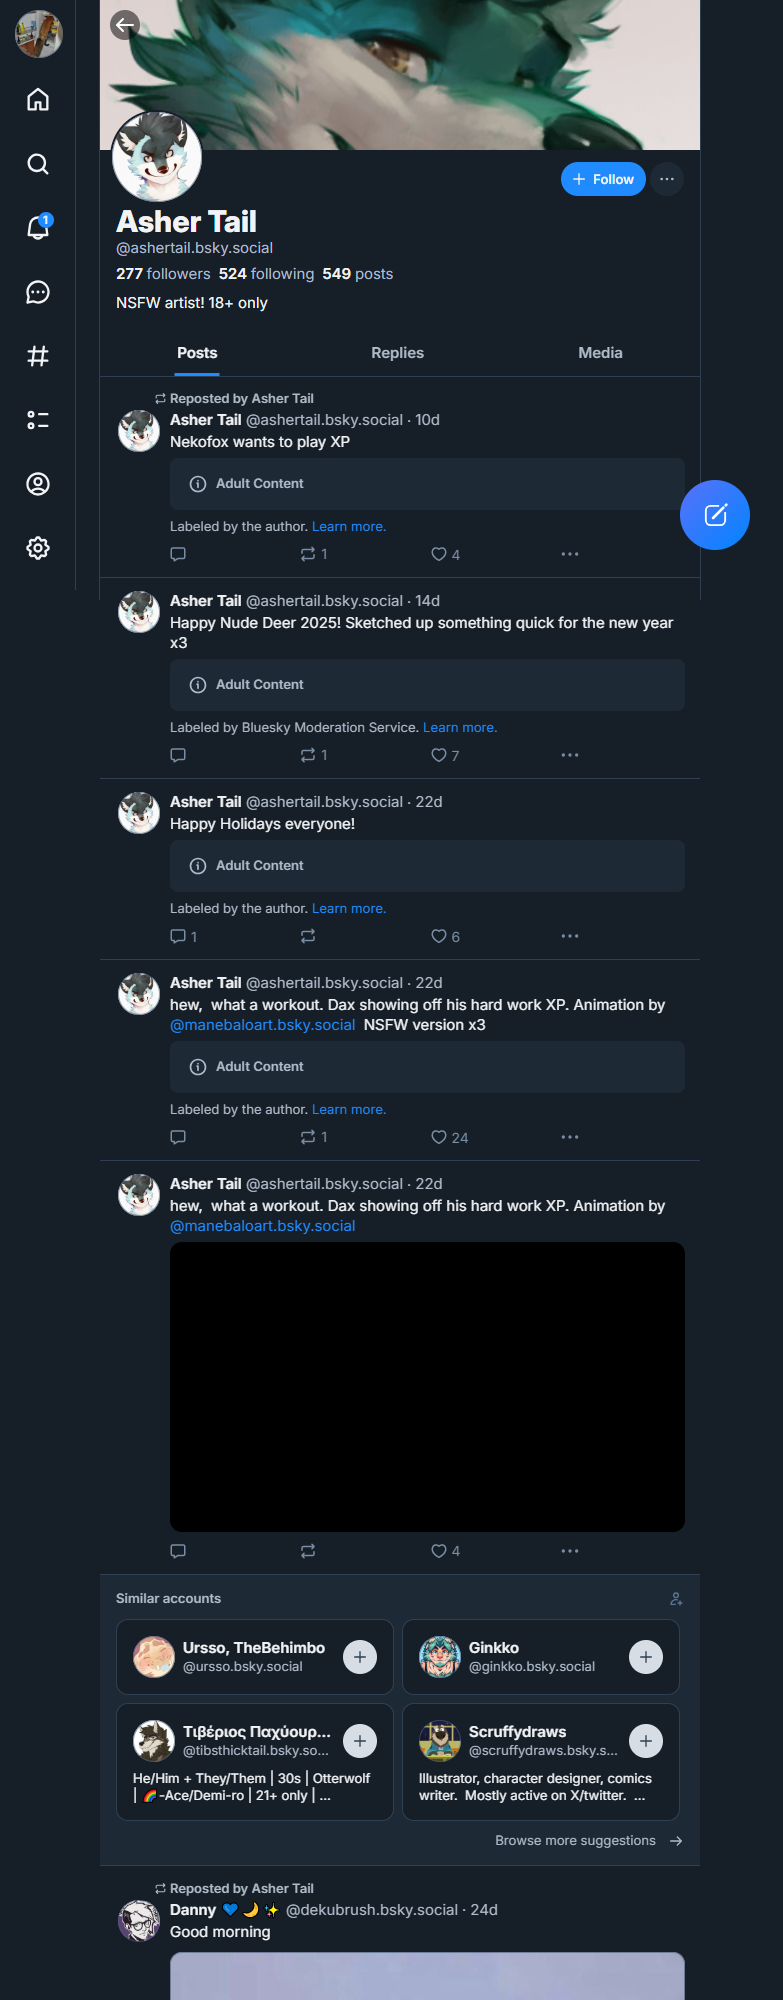 1
Follow
Asher Tail
@ashertail.bsky.social
277 followers 524 following 549 posts
NSFW artist! 18+ only
Posts Replies Media
Reposted by Asher Tail
Asher Tail @ashertail.bsky.social · 10d
Nekofox wants to play XP
Adult Content
Labeled by the author. Learn more.
1 4
Asher Tail @ashertail.bsky.social · 14d
Happy Nude Deer 2025! Sketched up something quick for the new year
x3
Adult Content
Labeled by Bluesky Moderation Service. Learn more.
1 7
Asher Tail @ashertail.bsky.social · 22d
Happy Holidays everyone!
Adult Content
Labeled by the author. Learn more.
1 6
Asher Tail @ashertail.bsky.social · 22d
hew, what a workout. Dax showing off his hard work XP. Animation by
@manebaloart.bsky.social NSFW version x3
Adult Content
Labeled by the author. Learn more.
1 24
Asher Tail @ashertail.bsky.social · 22d
hew, what a workout. Dax showing off his hard work XP. Animation by
@manebaloart.bsky.social
4
Similar accounts
Ursso, TheBehimbo
@ursso.bsky.social
Ginkko
@ginkko.bsky.social
Τιβέριος Παχύουρ...
@tibsthicktail.bsky.so...
He/Him + They/Them | 30s | Otterwolf
| 🌈-Ace/Demi-ro | 21+ only | ...
Scruffydraws
@scruffydraws.bsky.s...
Illustrator, character designer, comics
writer. Mostly active on X/twitter. ...
Browse more suggestions
Reposted by Asher Tail
Danny 💙🌙✨ @dekubrush.bsky.social · 24d
Good morning